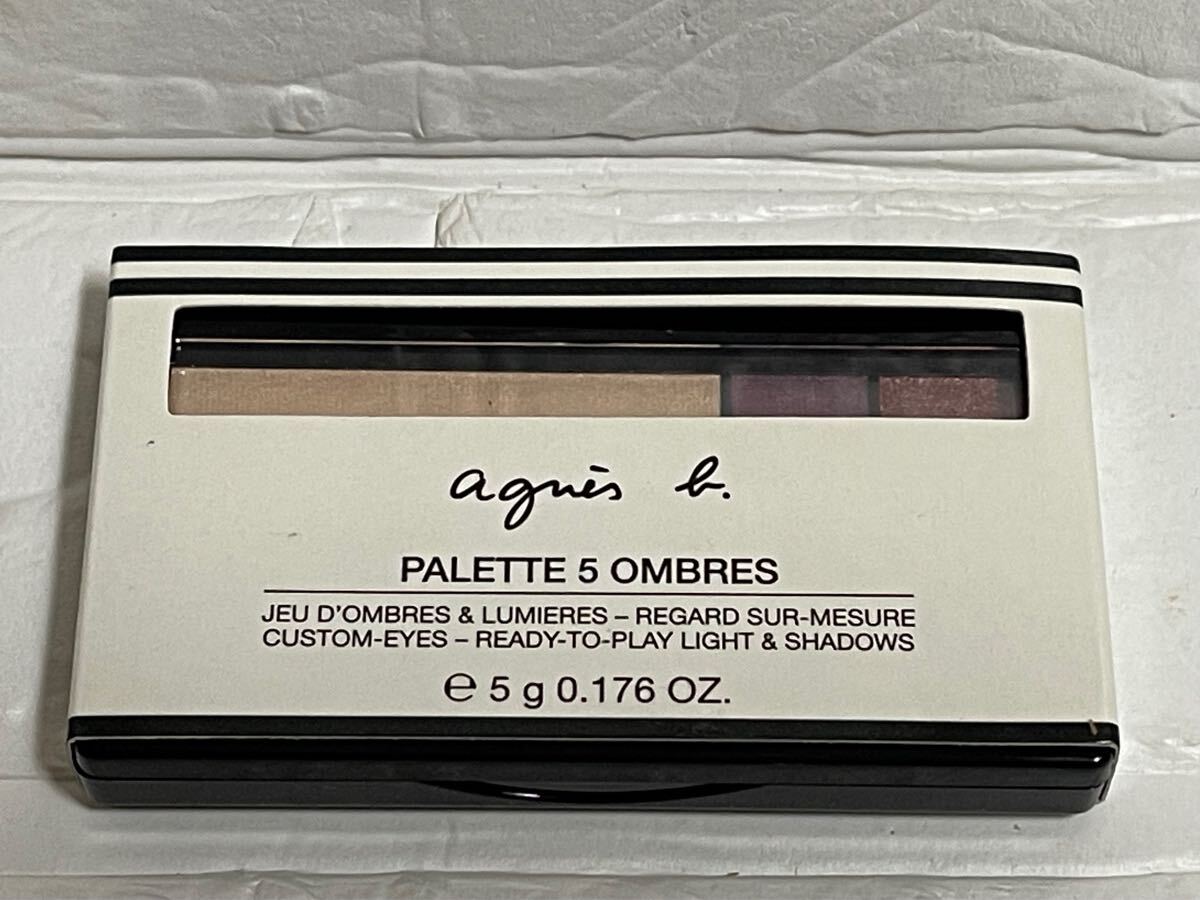 agnès b.
PALETTE 5 OMBRES
JEU D'OMBRES & LUMIERES – REGARD SUR-MESURE
CUSTOM-EYES – READY-TO-PLAY LIGHT & SHADOWS
℮ 5 g 0.176 OZ.